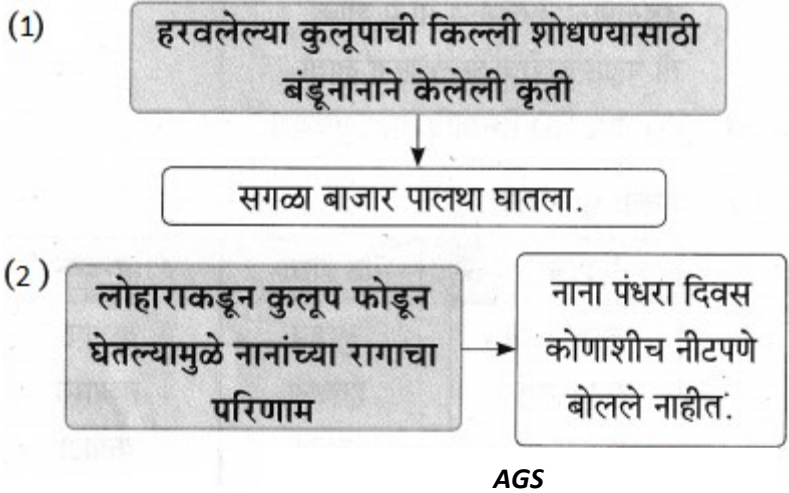 (1)
हरवलेल्या कुलूपाची किल्ली शोधण्यासाठी
बंडूनानाने केलेली कृती
सगळा बाजार पालथा घातला.
(2)
लोहाराकडून कुलूप फोडून
घेतल्यामुळे नानांच्या रागाचा
परिणाम
नाना पंधरा दिवस
कोणाशीच नीटपणे
बोलले नाहीत.
AGS